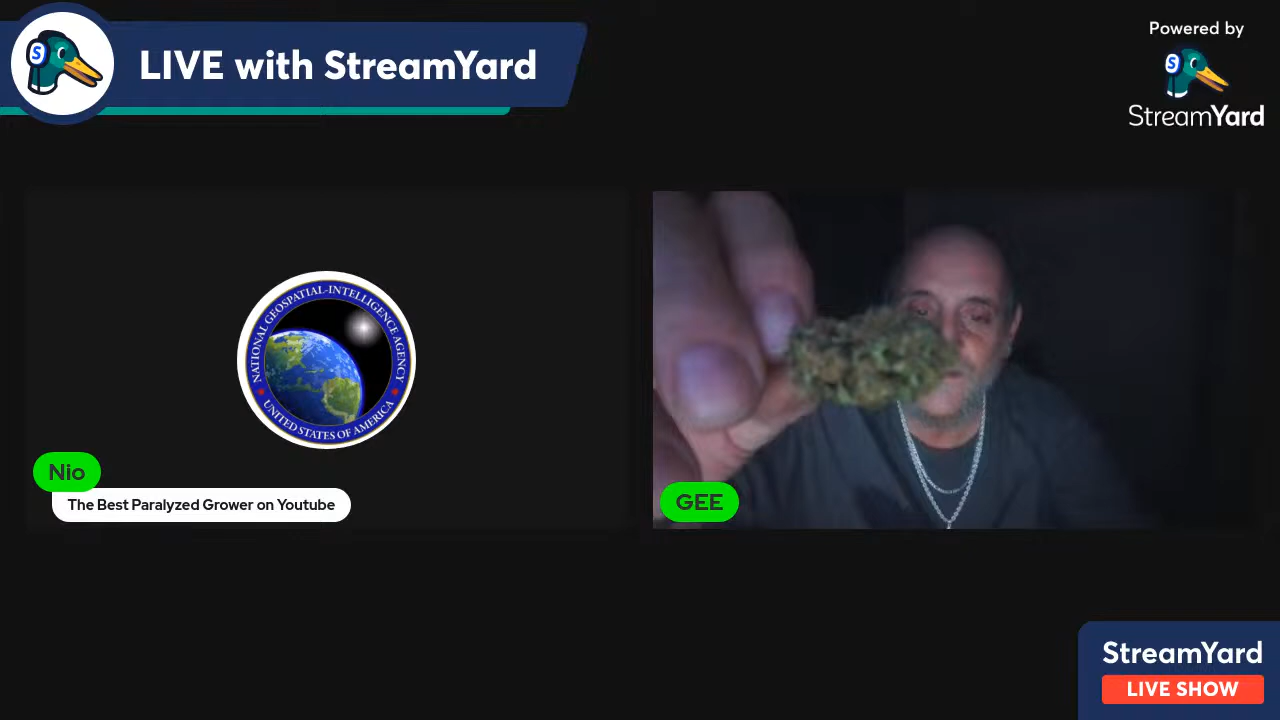 LIVE with StreamYard
Powered by
StreamYard
NATIONAL GEOSPATIAL-INTELLIGENCE AGENCY
UNITED STATES OF AMERICA
Nio
The Best Paralyzed Grower on Youtube
GEE
StreamYard
LIVE SHOW